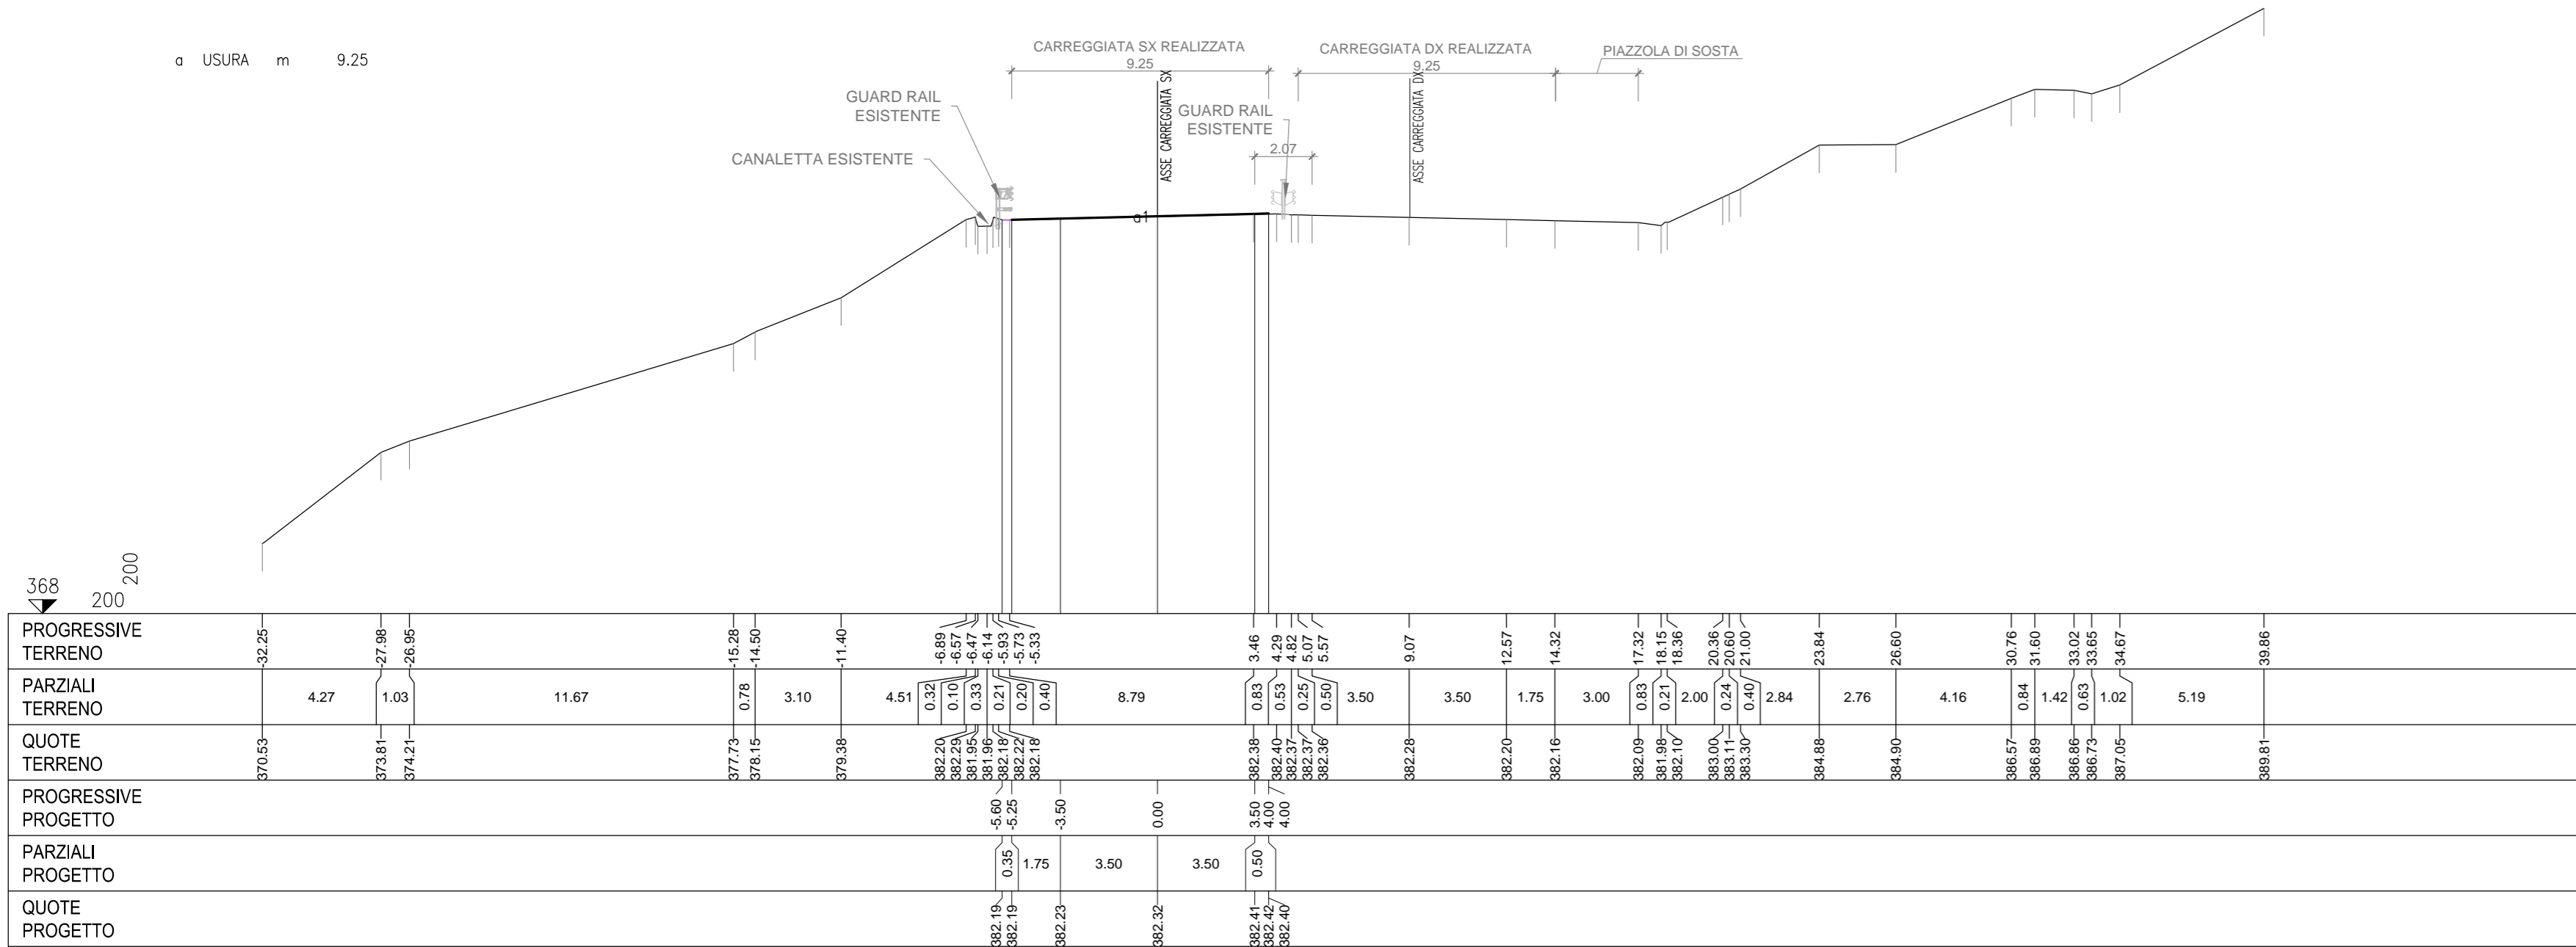 a USURA m 9.25
CARREGGIATA SX REALIZZATA
9.25
CARREGGIATA DX REALIZZATA
9.25
PIAZZOLA DI SOSTA
GUARD RAIL
ESISTENTE
GUARD RAIL
ESISTENTE
CANALETTA ESISTENTE
2.07
ASSE CARREGGIATA SX
ASSE CARREGGIATA DX
a1
368
200
200
PROGRESSIVE
TERRENO
-32.25 -27.98 -26.95 -15.28 -14.50 -11.40 -6.89 -6.57 -6.47 -6.14 -5.93 -5.73 -5.33 3.46 4.29 4.82 5.07 5.57 9.07 12.57 14.32 17.32 18.15 18.36 20.36 20.60 21.00 23.84 26.60 30.76 31.60 33.02 33.65 34.67 39.86
PARZIALI
TERRENO
4.27 1.03 11.67 0.78 3.10 4.51 0.32 0.10 0.33 0.21 0.20 0.40 8.79 0.83 0.53 0.25 0.50 3.50 3.50 1.75 3.00 0.83 0.21 2.00 0.24 0.40 2.84 2.76 4.16 0.84 1.42 0.63 1.02 5.19
QUOTE
TERRENO
370.53 373.81 374.21 377.73 378.15 379.38 382.20 382.29 381.95 381.96 382.18 382.22 382.18 382.38 382.40 382.37 382.37 382.36 382.28 382.20 382.16 382.09 381.98 382.10 383.00 383.11 383.30 384.88 384.90 386.57 386.89 386.86 386.73 387.05 389.81
PROGRESSIVE
PROGETTO
-5.60 -5.25 -3.50 0.00 3.50 4.00 4.00
PARZIALI
PROGETTO
0.35 1.75 3.50 3.50 0.50
QUOTE
PROGETTO
382.19 382.19 382.23 382.32 382.41 382.42 382.40